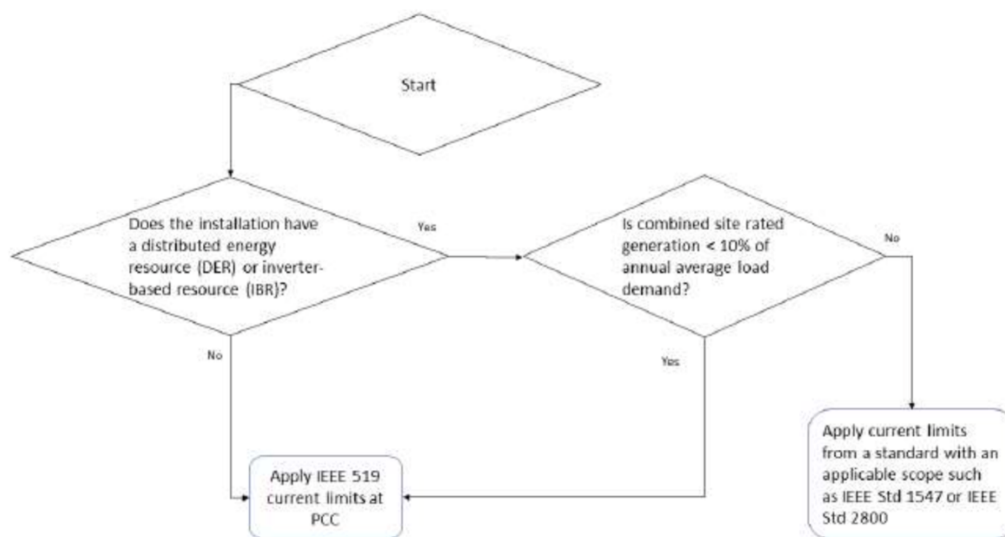 Start
Does the installation have
a distributed energy
resource (DER) or inverter-
based resource (IBR)?
Yes
Is combined site rated
generation < 10% of
annual average load
demand?
No
No
Yes
Apply IEEE 519
current limits at
PCC
Apply current limits
from a standard with an
applicable scope such
as IEEE Std 1547 or IEEE
Std 2800